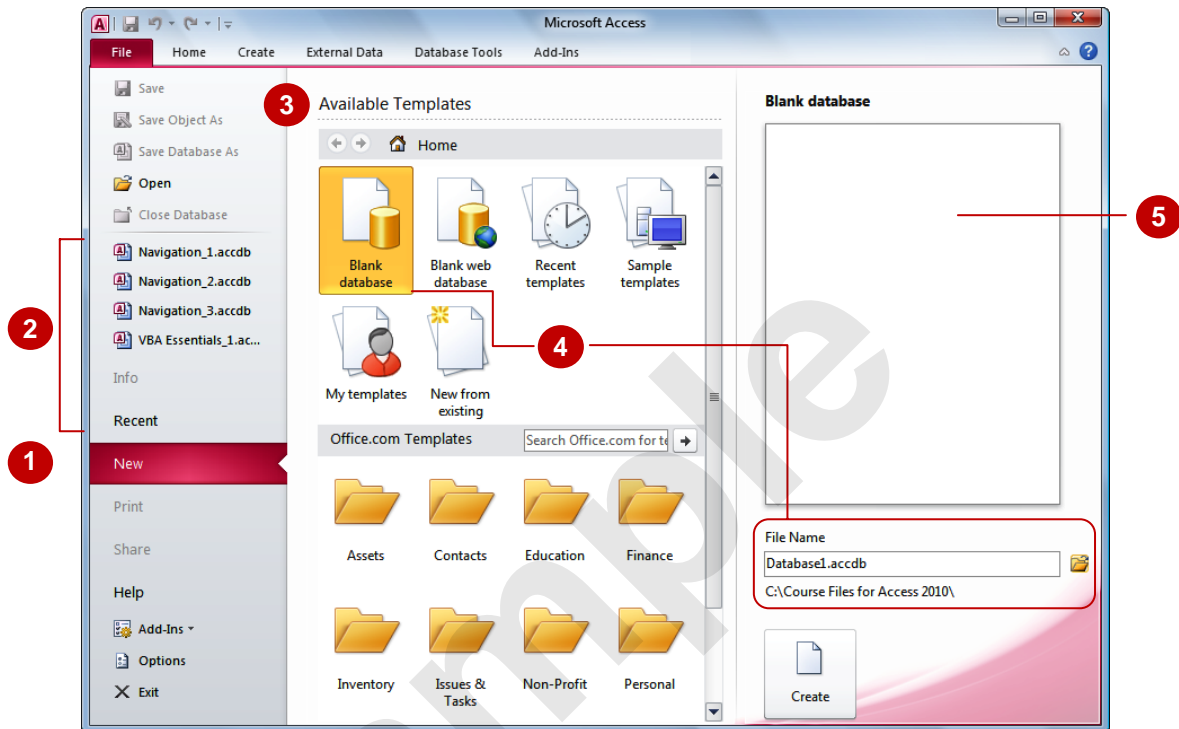 Microsoft Access
File Home Create External Data Database Tools Add-Ins
Save
Save Object As
Save Database As
Open
Close Database
Navigation_1.accdb
Navigation_2.accdb
Navigation_3.accdb
VBA Essentials_1.ac...
2
Info
Recent
1
New
Print
Share
Help
Add-Ins
Options
Exit
3
Available Templates
Home
Blank database
Blank web database
Recent templates
Sample templates
4
My templates
New from existing
Office.com Templates
Search Office.com for te
Assets
Contacts
Education
Finance
Inventory
Issues & Tasks
Non-Profit
Personal
Blank database
5
File Name
Database1.accdb
C:\Course Files for Access 2010\
Create
mple